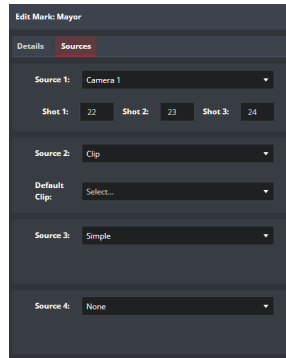 Edit Mark: Mayor
Details Sources
Source 1: Camera 1
Shot 1: 22 Shot 2: 23 Shot 3: 24
Source 2: Clip
Default
Clip: Select...
Source 3: Simple
Source 4: None